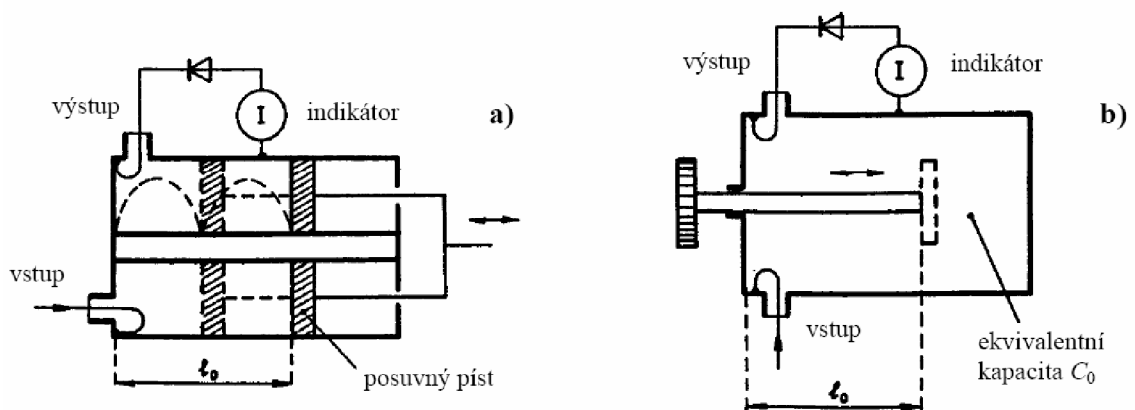 výstup
I
indikátor
a)
vstup
l₀
posuvný píst
výstup
I
indikátor
b)
vstup
l₀
ekvivalentní
kapacita C₀